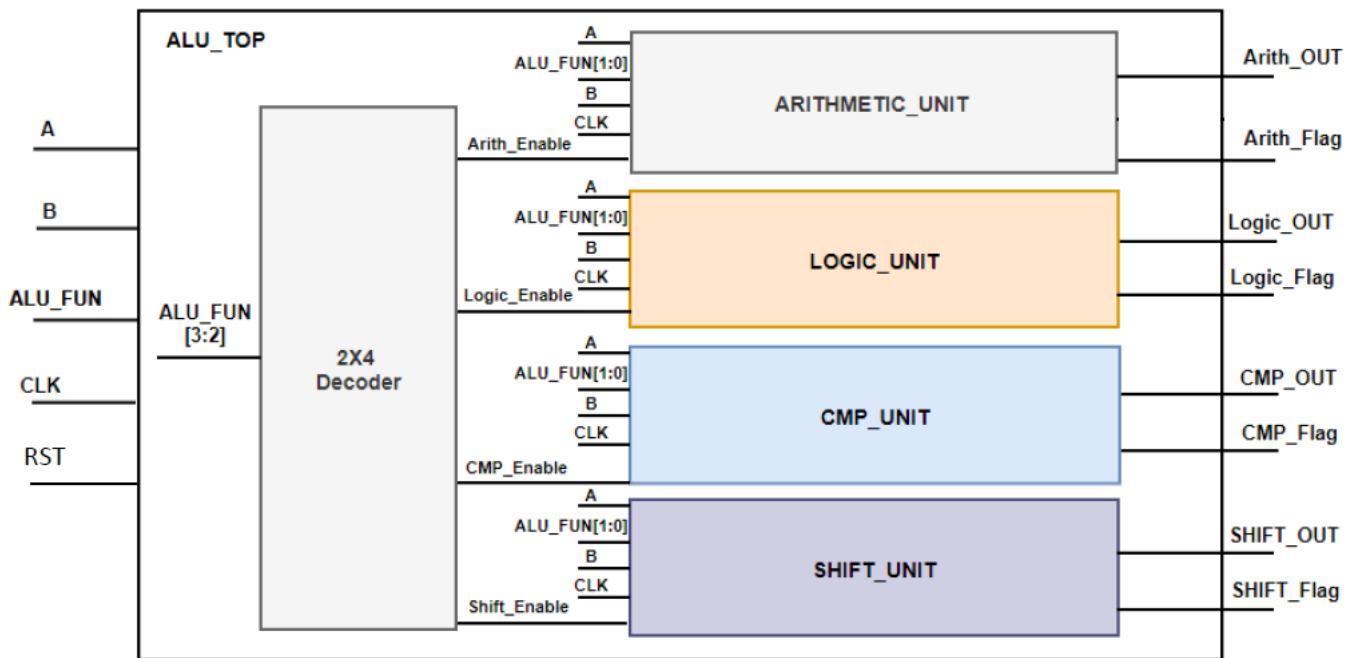 ALU_TOP
A
B
ALU_FUN
CLK
RST
ALU_FUN
[3:2]
2X4
Decoder
Arith_Enable
Logic_Enable
CMP_Enable
Shift_Enable
A
ALU_FUN[1:0]
B
CLK
ARITHMETIC_UNIT
Arith_OUT
Arith_Flag
A
ALU_FUN[1:0]
B
CLK
LOGIC_UNIT
Logic_OUT
Logic_Flag
A
ALU_FUN[1:0]
B
CLK
CMP_UNIT
CMP_OUT
CMP_Flag
A
ALU_FUN[1:0]
B
CLK
SHIFT_UNIT
SHIFT_OUT
SHIFT_Flag